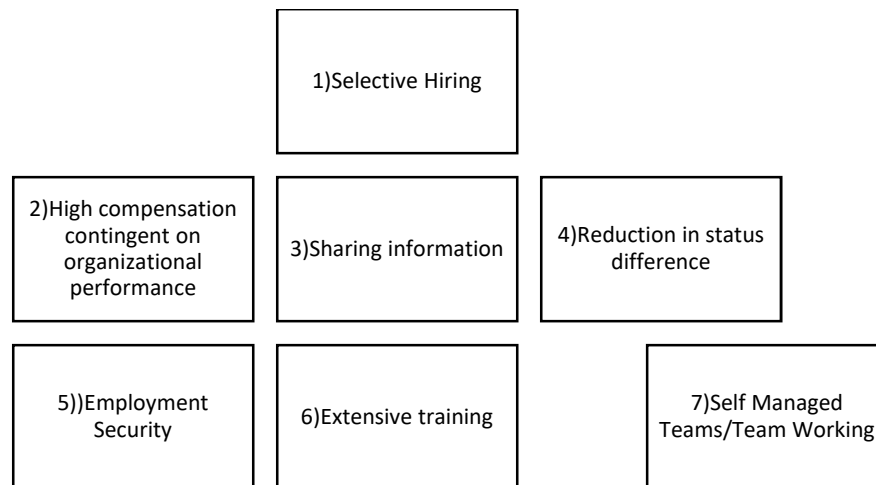 1)Selective Hiring
2)High compensation
contingent on
organizational
performance
3)Sharing information
4)Reduction in status
difference
5))Employment
Security
6)Extensive training
7)Self Managed
Teams/Team Working